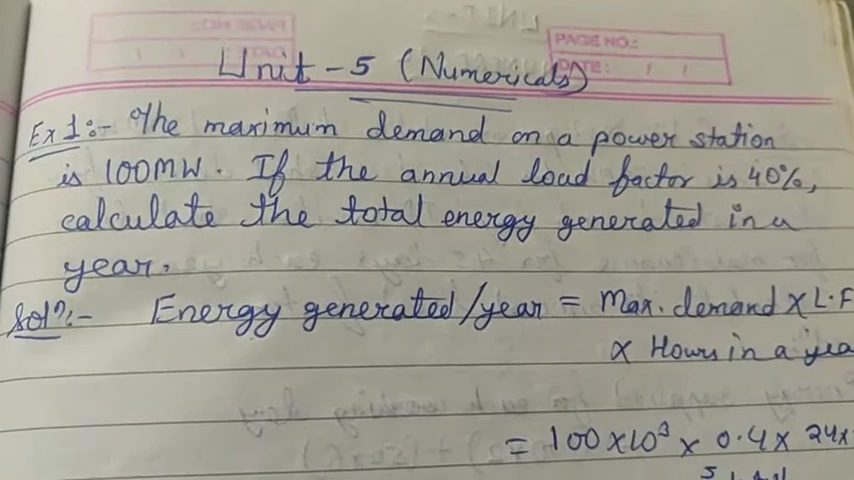 PAGE NO.:
DATE: / /
Unit - 5 (Numericals)
Ex 1:- The maximum demand on a power station
is 100MW. If the annual load factor is 40%,
calculate the total energy generated in a
year.
Solⁿ:- Energy generated/year = Max. demand X L.F
X Hours in a yea
= 100 X10³ X 0.4 X 24X